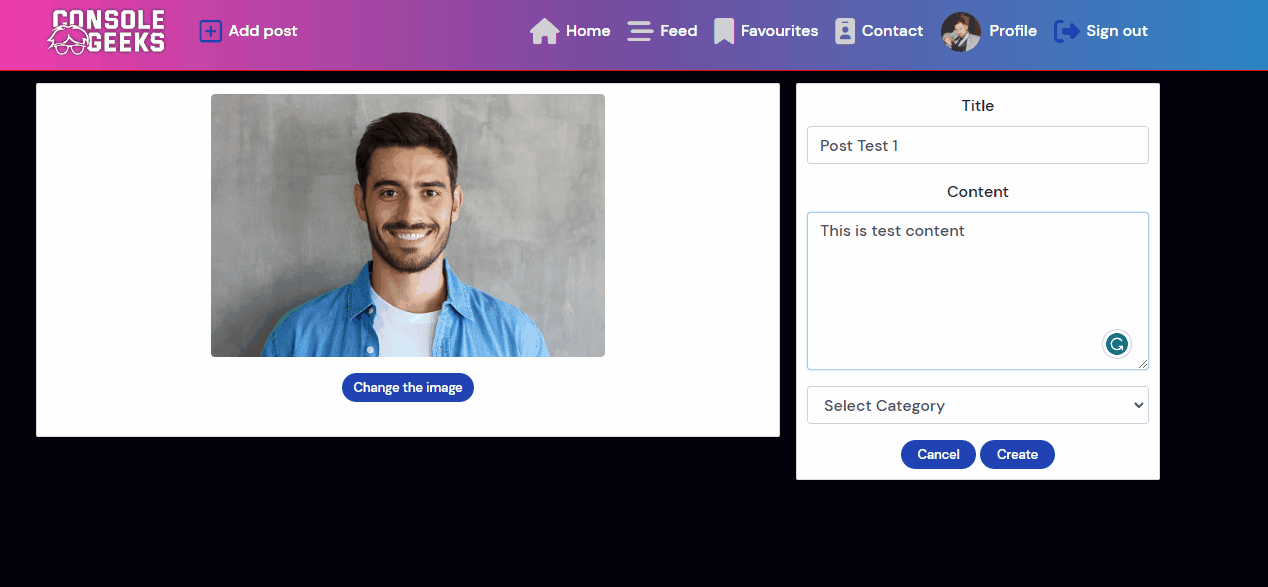 CONSOLE
GEEKS
Add post
Home
Feed
Favourites
Contact
Profile
Sign out
Change the image
Title
Post Test 1
Content
This is test content
Select Category
Cancel
Create